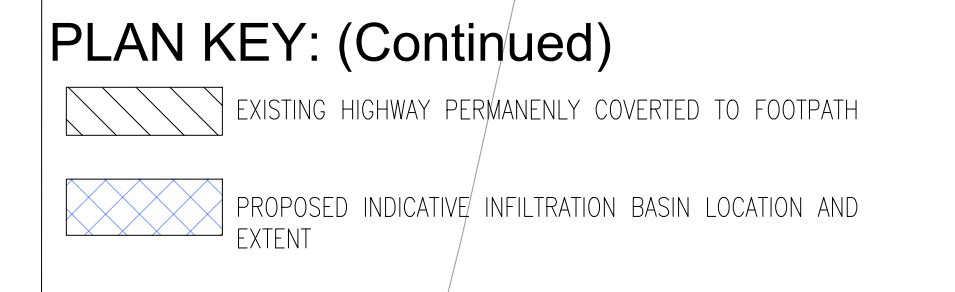 PLAN KEY: (Continued)
EXISTING HIGHWAY PERMANENLY COVERTED TO FOOTPATH
PROPOSED INDICATIVE INFILTRATION BASIN LOCATION AND
EXTENT